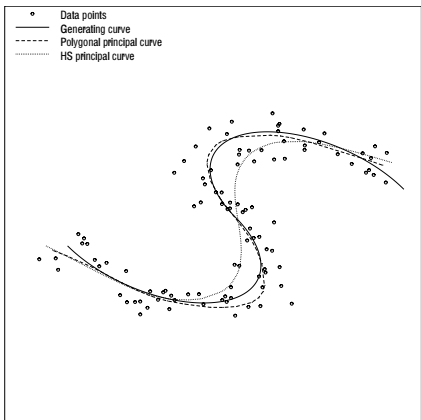 Data points
Generating curve
Polygonal principal curve
HS principal curve